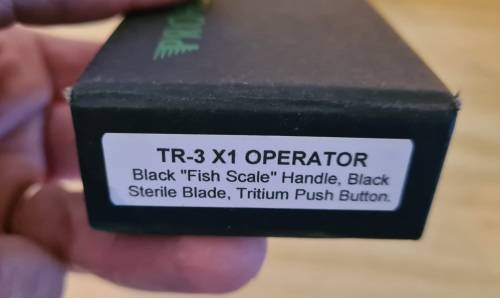 TR-3 X1 OPERATOR
Black "Fish Scale" Handle, Black
Sterile Blade, Tritium Push Button.